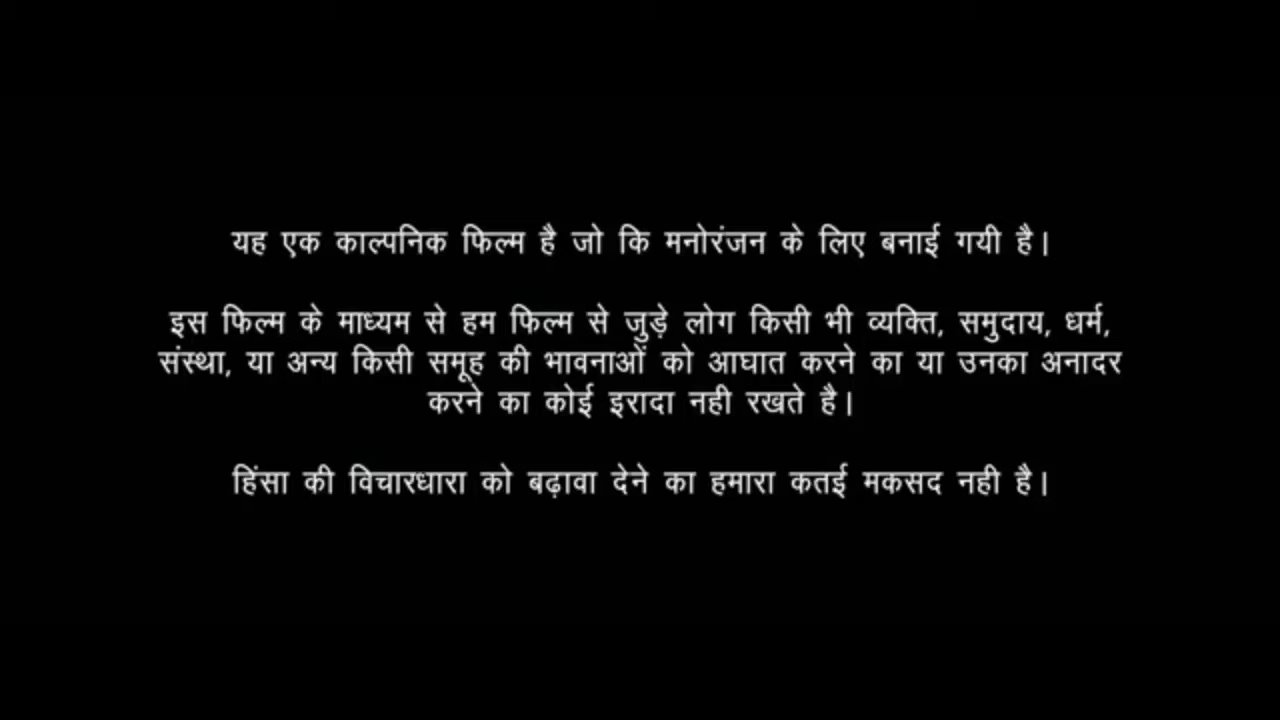 यह एक काल्पनिक फिल्म है जो कि मनोरंजन के लिए बनाई गयी है।
इस फिल्म के माध्यम से हम फिल्म से जुड़े लोग किसी भी व्यक्ति, समुदाय, धर्म,
संस्था, या अन्य किसी समूह की भावनाओं को आघात करने का या उनका अनादर
करने का कोई इरादा नही रखते है।
हिंसा की विचारधारा को बढ़ावा देने का हमारा कतई मकसद नही है।